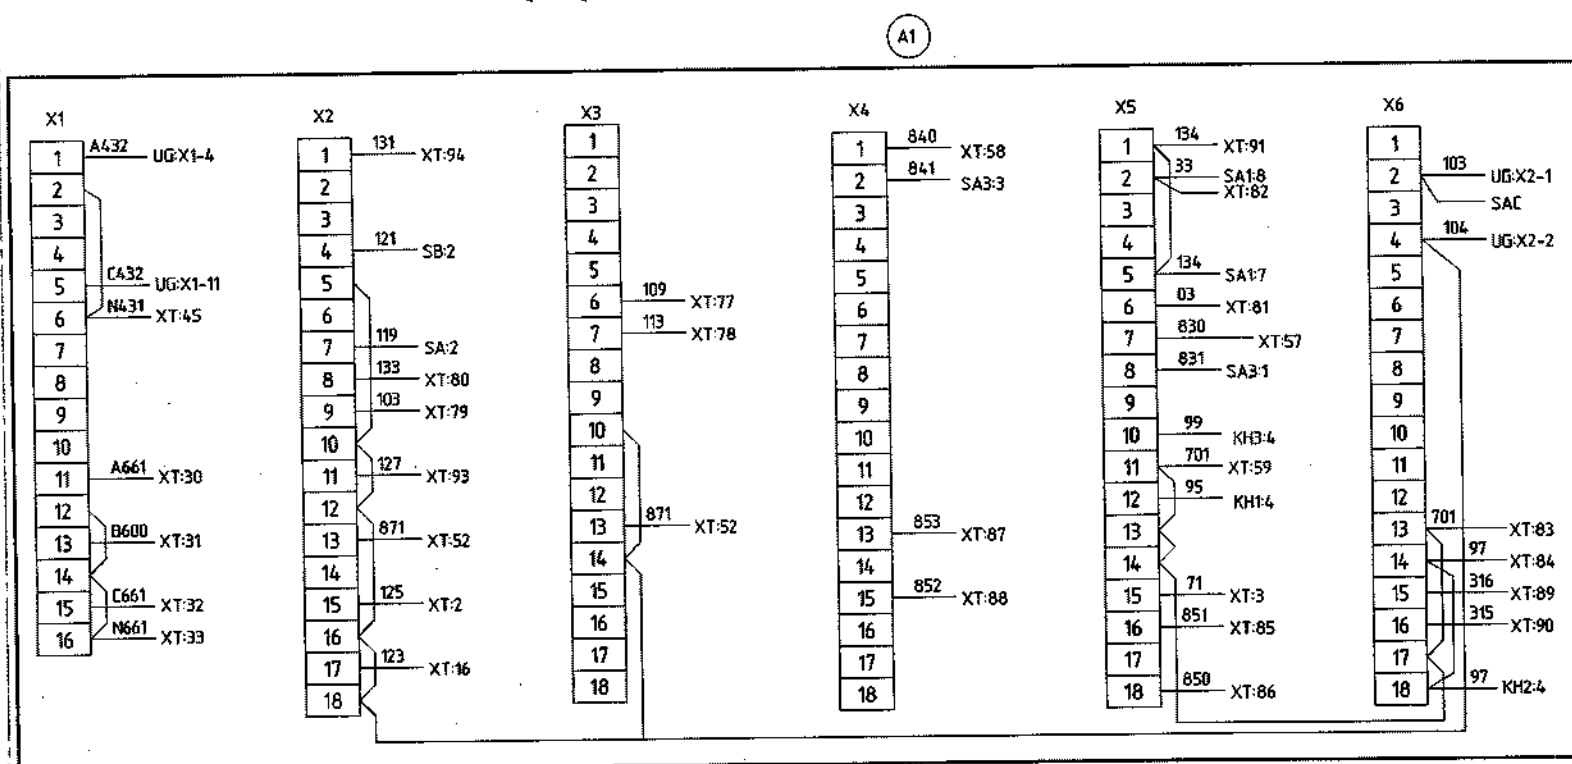 A1
X1
1 A432 UG:X1-4
2
3
4
5 C432 UG:X1-11
6 N431 XT:45
7
8
9
10
11 A661 XT:30
12
13 B600 XT:31
14
15 C661 XT:32
16 N661 XT:33
X2
1 131 XT:94
2
3
4 121 SB:2
5
6
7 119 SA:2
8 133 XT:80
9 103 XT:79
10
11 127 XT:93
12
13 871 XT:52
14
15 125 XT:2
16
17 123 XT:16
18
X3
1
2
3
4
5
6 109 XT:77
7 113 XT:78
8
9
10
11
12
13 871 XT:52
14
15
16
17
18
X4
1 840 XT:58
2 841 SA3:3
3
4
5
6
7
8
9
10
11
12
13 853 XT:87
14
15 852 XT:88
16
17
18
X5
1 134 XT:91
2 33 SA1:8
XT:82
3
4
5 134 SA1:7
6 03 XT:81
7 830 XT:57
8 831 SA3:1
9
10 99 KH3:4
11 701 XT:59
12 95 KH1:4
13
14
15 71 XT:3
16 851 XT:85
17
18 850 XT:86
X6
1
2 103 UG:X2-1
SAC
3
4 104 UG:X2-2
5
6
7
8
9
10
11
12
13 701 XT:83
14 97 XT:84
15 316 XT:89
16 315 XT:90
17
18 97 KH2:4